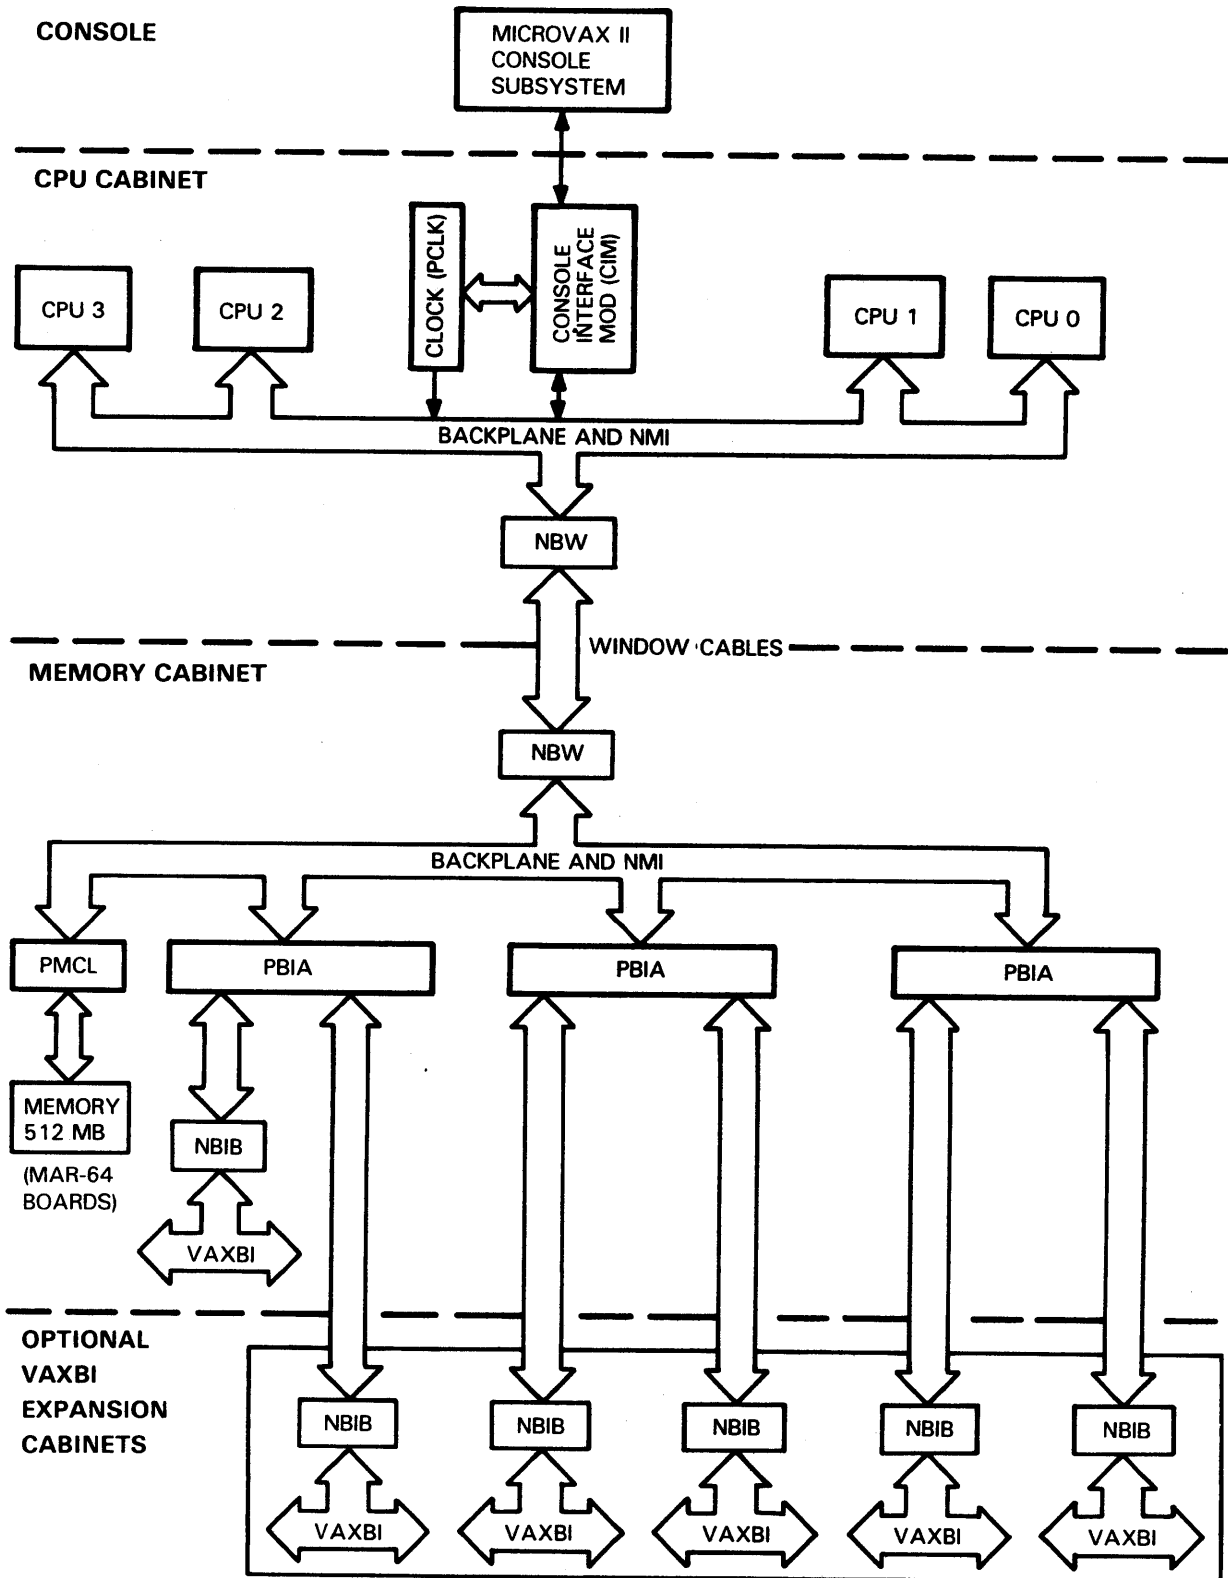 CONSOLE
MICROVAX II
CONSOLE
SUBSYSTEM
CPU CABINET
CPU 3
CPU 2
CLOCK (PCLK)
CONSOLE
INTERFACE
MOD (CIM)
CPU 1
CPU 0
BACKPLANE AND NMI
NBW
WINDOW CABLES
MEMORY CABINET
NBW
BACKPLANE AND NMI
PMCL
PBIA
PBIA
PBIA
MEMORY
512 MB
(MAR-64
BOARDS)
NBIB
VAXBI
OPTIONAL
VAXBI
EXPANSION
CABINETS
NBIB
NBIB
NBIB
NBIB
NBIB
VAXBI
VAXBI
VAXBI
VAXBI
VAXBI